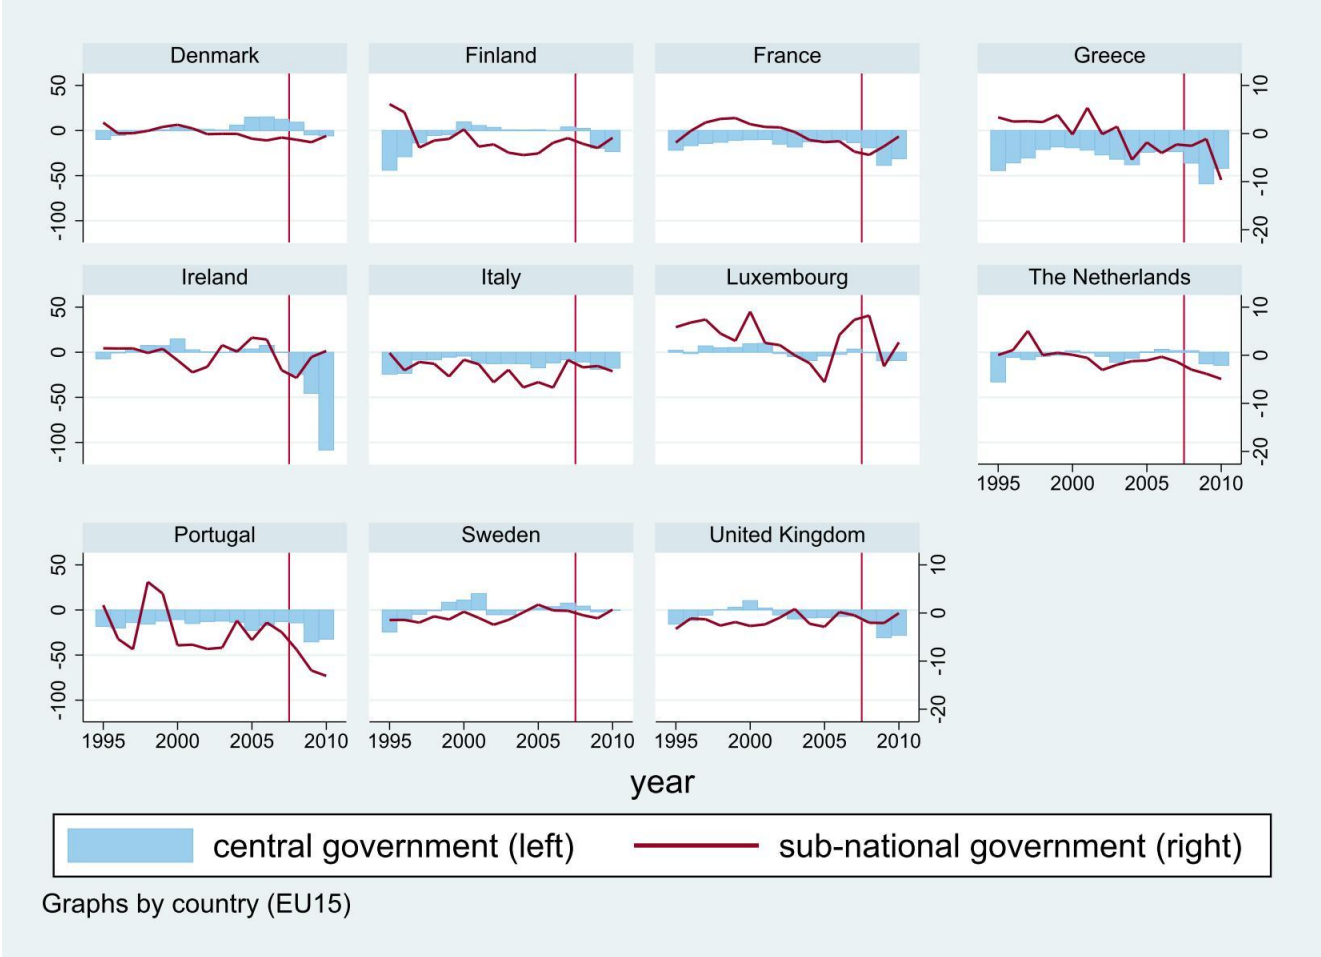 Denmark Finland France Greece
50 0 -50 -100
10 0 -10 -20
Ireland Italy Luxembourg The Netherlands
50 0 -50 -100
10 0 -10 -20
1995 2000 2005 2010
Portugal Sweden United Kingdom
50 0 -50 -100
10 0 -10 -20
1995 2000 2005 2010 1995 2000 2005 2010 1995 2000 2005 2010
year
central government (left) sub-national government (right)
Graphs by country (EU15)